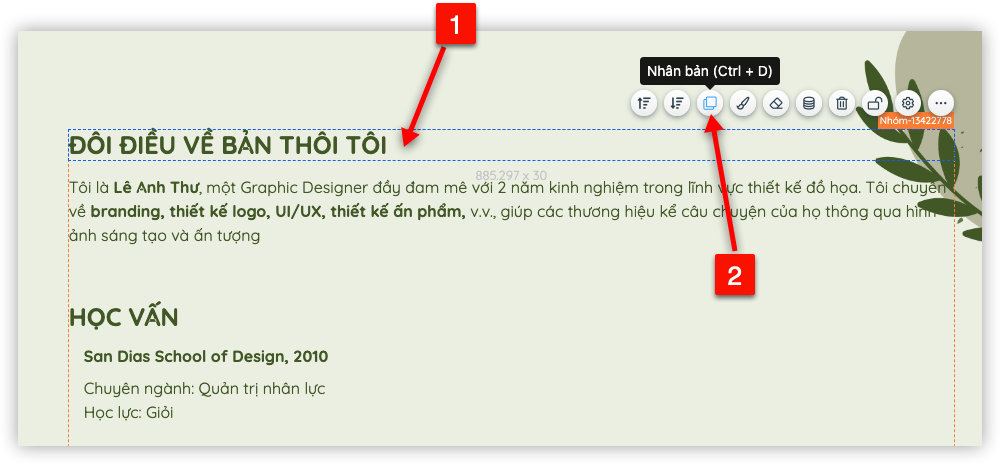 1
Nhân bản (Ctrl + D)
Nhóm-13422778
ĐÔI ĐIỀU VỀ BẢN THÔI TÔI
885.297 x 30
Tôi là Lê Anh Thư, một Graphic Designer đầy đam mê với 2 năm kinh nghiệm trong lĩnh vực thiết kế đồ họa. Tôi chuyên
về branding, thiết kế logo, UI/UX, thiết kế ấn phẩm, v.v., giúp các thương hiệu kể câu chuyện của họ thông qua hình
ảnh sáng tạo và ấn tượng
2
HỌC VẤN
San Dias School of Design, 2010
Chuyên ngành: Quản trị nhân lực
Học lực: Giỏi